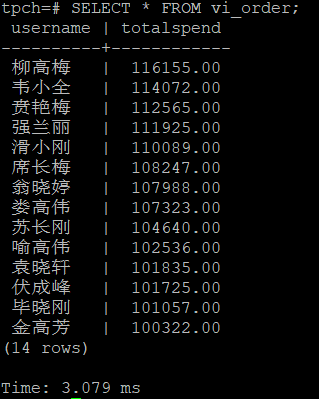 tpch=# SELECT * FROM vi_order;
username | totalspend
----------+------------
柳高梅 | 116155.00
韦小全 | 114072.00
贲艳梅 | 112565.00
强兰丽 | 111925.00
滑小刚 | 110089.00
席长梅 | 108247.00
翁晓婷 | 107988.00
娄高伟 | 107323.00
苏长刚 | 104640.00
喻高伟 | 102536.00
袁晓轩 | 101835.00
伏成峰 | 101725.00
毕晓刚 | 101057.00
金高芳 | 100322.00
(14 rows)
Time: 3.079 ms